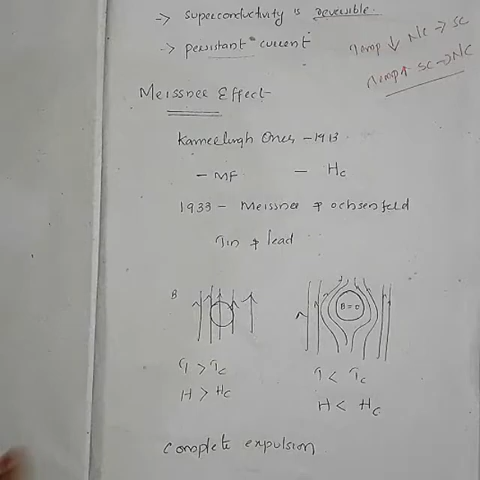 -> superconductivity is reversible.
-> persistant current
Temp ↓ NC → SC
Temp ↑ SC → NC
Meissner Effect-
Kamerlingh Ones - 1913
- MF - Hc
1933 - Meissner & ochsenfeld
Tin & lead
B
B = 0
T > Tc
H > Hc
T < Tc
H < Hc
Complete expulsion